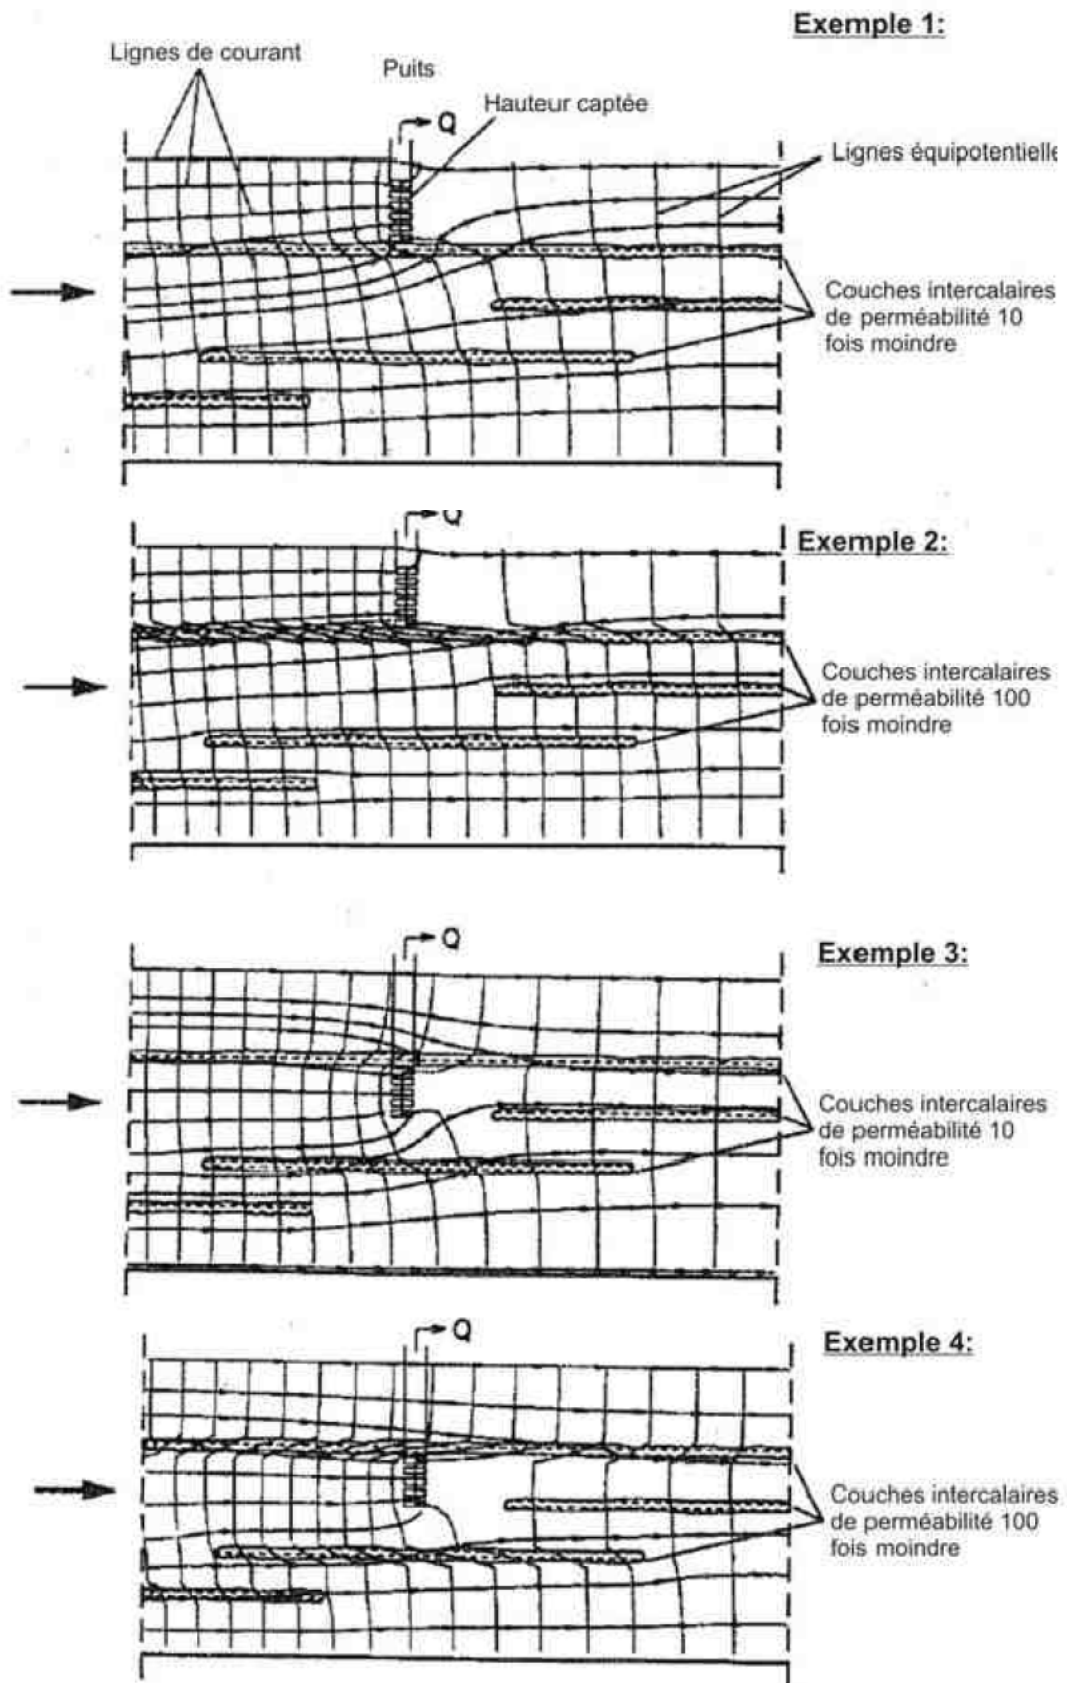 Exemple 1:
Lignes de courant
Puits
Q
Hauteur captée
Lignes équipotentielle
Couches intercalaires
de perméabilité 10
fois moindre
Q
Exemple 2:
Couches intercalaires
de perméabilité 100
fois moindre
Q
Exemple 3:
Couches intercalaires
de perméabilité 10
fois moindre
Q
Exemple 4:
Couches intercalaires
de perméabilité 100
fois moindre